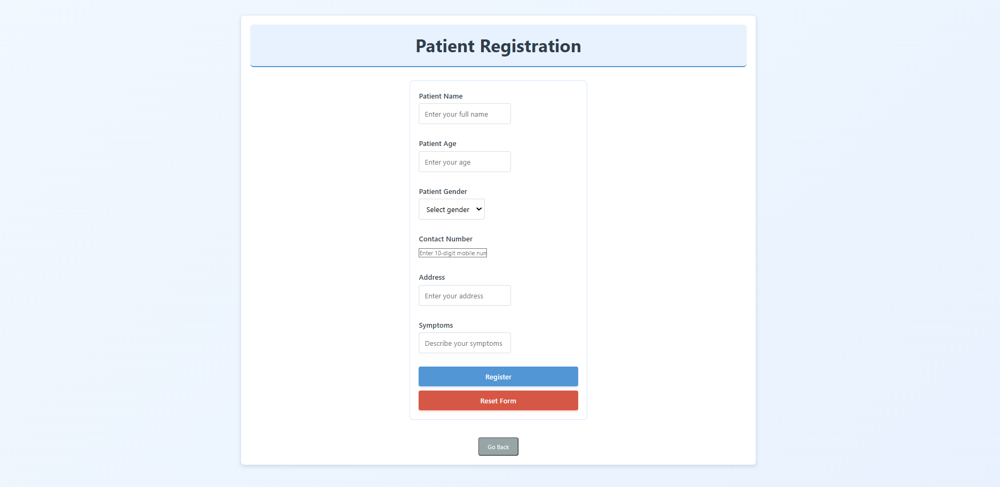 Patient Registration
Patient Name
Enter your full name
Patient Age
Enter your age
Patient Gender
Select gender
Contact Number
Enter 10-digit mobile num
Address
Enter your address
Symptoms
Describe your symptoms
Register
Reset Form
Go Back